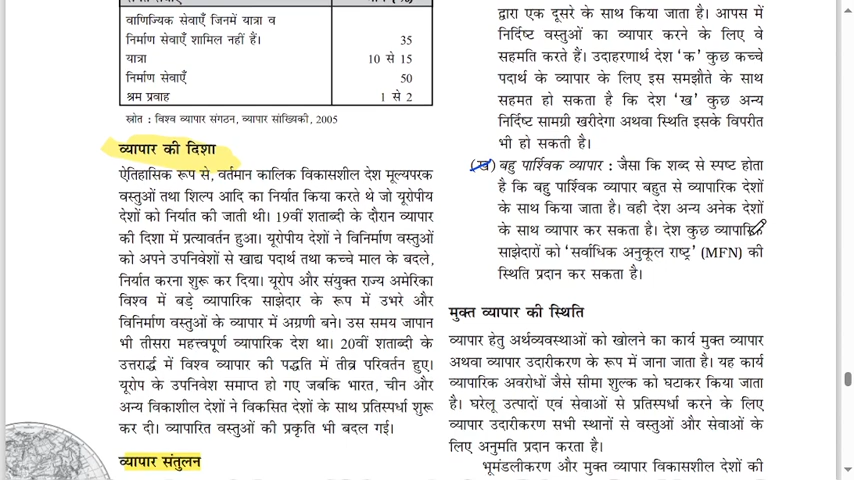 वाणिज्यिक सेवाएँ जिनमें यात्रा व
निर्माण सेवाएँ शामिल नहीं हैं। 35
यात्रा 10 से 15
निर्माण सेवाएँ 50
श्रम प्रवाह 1 से 2
स्रोत : विश्व व्यापार संगठन, व्यापार सांख्यिकी, 2005
व्यापार की दिशा
ऐतिहासिक रूप से, वर्तमान कालिक विकासशील देश मूल्यपरक
वस्तुओं तथा शिल्प आदि का निर्यात किया करते थे जो यूरोपीय
देशों को निर्यात की जाती थी। 19वीं शताब्दी के दौरान व्यापार
की दिशा में प्रत्यावर्तन हुआ। यूरोपीय देशों ने विनिर्माण वस्तुओं
को अपने उपनिवेशों से खाद्य पदार्थ तथा कच्चे माल के बदले,
निर्यात करना शुरू कर दिया। यूरोप और संयुक्त राज्य अमेरिका
विश्व में बड़े व्यापारिक साझेदार के रूप में उभरे और
विनिर्माण वस्तुओं के व्यापार में अग्रणी बने। उस समय जापान
भी तीसरा महत्त्वपूर्ण व्यापारिक देश था। 20वीं शताब्दी के
उत्तरार्द्ध में विश्व व्यापार की पद्धति में तीव्र परिवर्तन हुए।
यूरोप के उपनिवेश समाप्त हो गए जबकि भारत, चीन और
अन्य विकाशील देशों ने विकसित देशों के साथ प्रतिस्पर्धा शुरू
कर दी। व्यापारित वस्तुओं की प्रकृति भी बदल गई।
व्यापार संतुलन
द्वारा एक दूसरे के साथ किया जाता है। आपस में
निर्दिष्ट वस्तुओं का व्यापार करने के लिए वे
सहमति करते हैं। उदाहरणार्थ देश ‘क’ कुछ कच्चे
पदार्थ के व्यापार के लिए इस समझौते के साथ
सहमत हो सकता है कि देश ‘ख’ कुछ अन्य
निर्दिष्ट सामग्री खरीदेगा अथवा स्थिति इसके विपरीत
भी हो सकती है।
(ख) बहु पार्श्विक व्यापार : जैसा कि शब्द से स्पष्ट होता
है कि बहु पार्श्विक व्यापार बहुत से व्यापारिक देशों
के साथ किया जाता है। वही देश अन्य अनेक देशों
के साथ व्यापार कर सकता है। देश कुछ व्यापारिक
साझेदारों को ‘सर्वाधिक अनुकूल राष्ट्र’ (MFN) की
स्थिति प्रदान कर सकता है।
मुक्त व्यापार की स्थिति
व्यापार हेतु अर्थव्यवस्थाओं को खोलने का कार्य मुक्त व्यापार
अथवा व्यापार उदारीकरण के रूप में जाना जाता है। यह कार्य
व्यापारिक अवरोधों जैसे सीमा शुल्क को घटाकर किया जाता
है। घरेलू उत्पादों एवं सेवाओं से प्रतिस्पर्धा करने के लिए
व्यापार उदारीकरण सभी स्थानों से वस्तुओं और सेवाओं के
लिए अनुमति प्रदान करता है।
भूमंडलीकरण और मुक्त व्यापार विकासशील देशों की